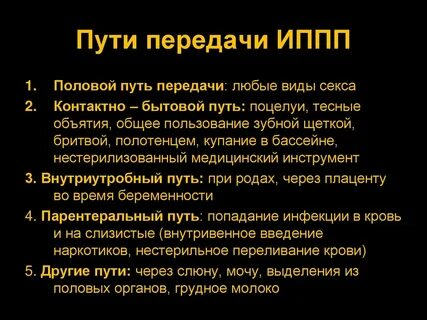 Пути передачи ИППП
1. Половой путь передачи: любые виды секса
2. Контактно – бытовой путь: поцелуи, тесные
объятия, общее пользование зубной щеткой,
бритвой, полотенцем, купание в бассейне,
нестерилизованный медицинский инструмент
3. Внутриутробный путь: при родах, через плаценту
во время беременности
4. Парентеральный путь: попадание инфекции в кровь
и на слизистые (внутривенное введение
наркотиков, нестерильное переливание крови)
5. Другие пути: через слюну, мочу, выделения из
половых органов, грудное молоко